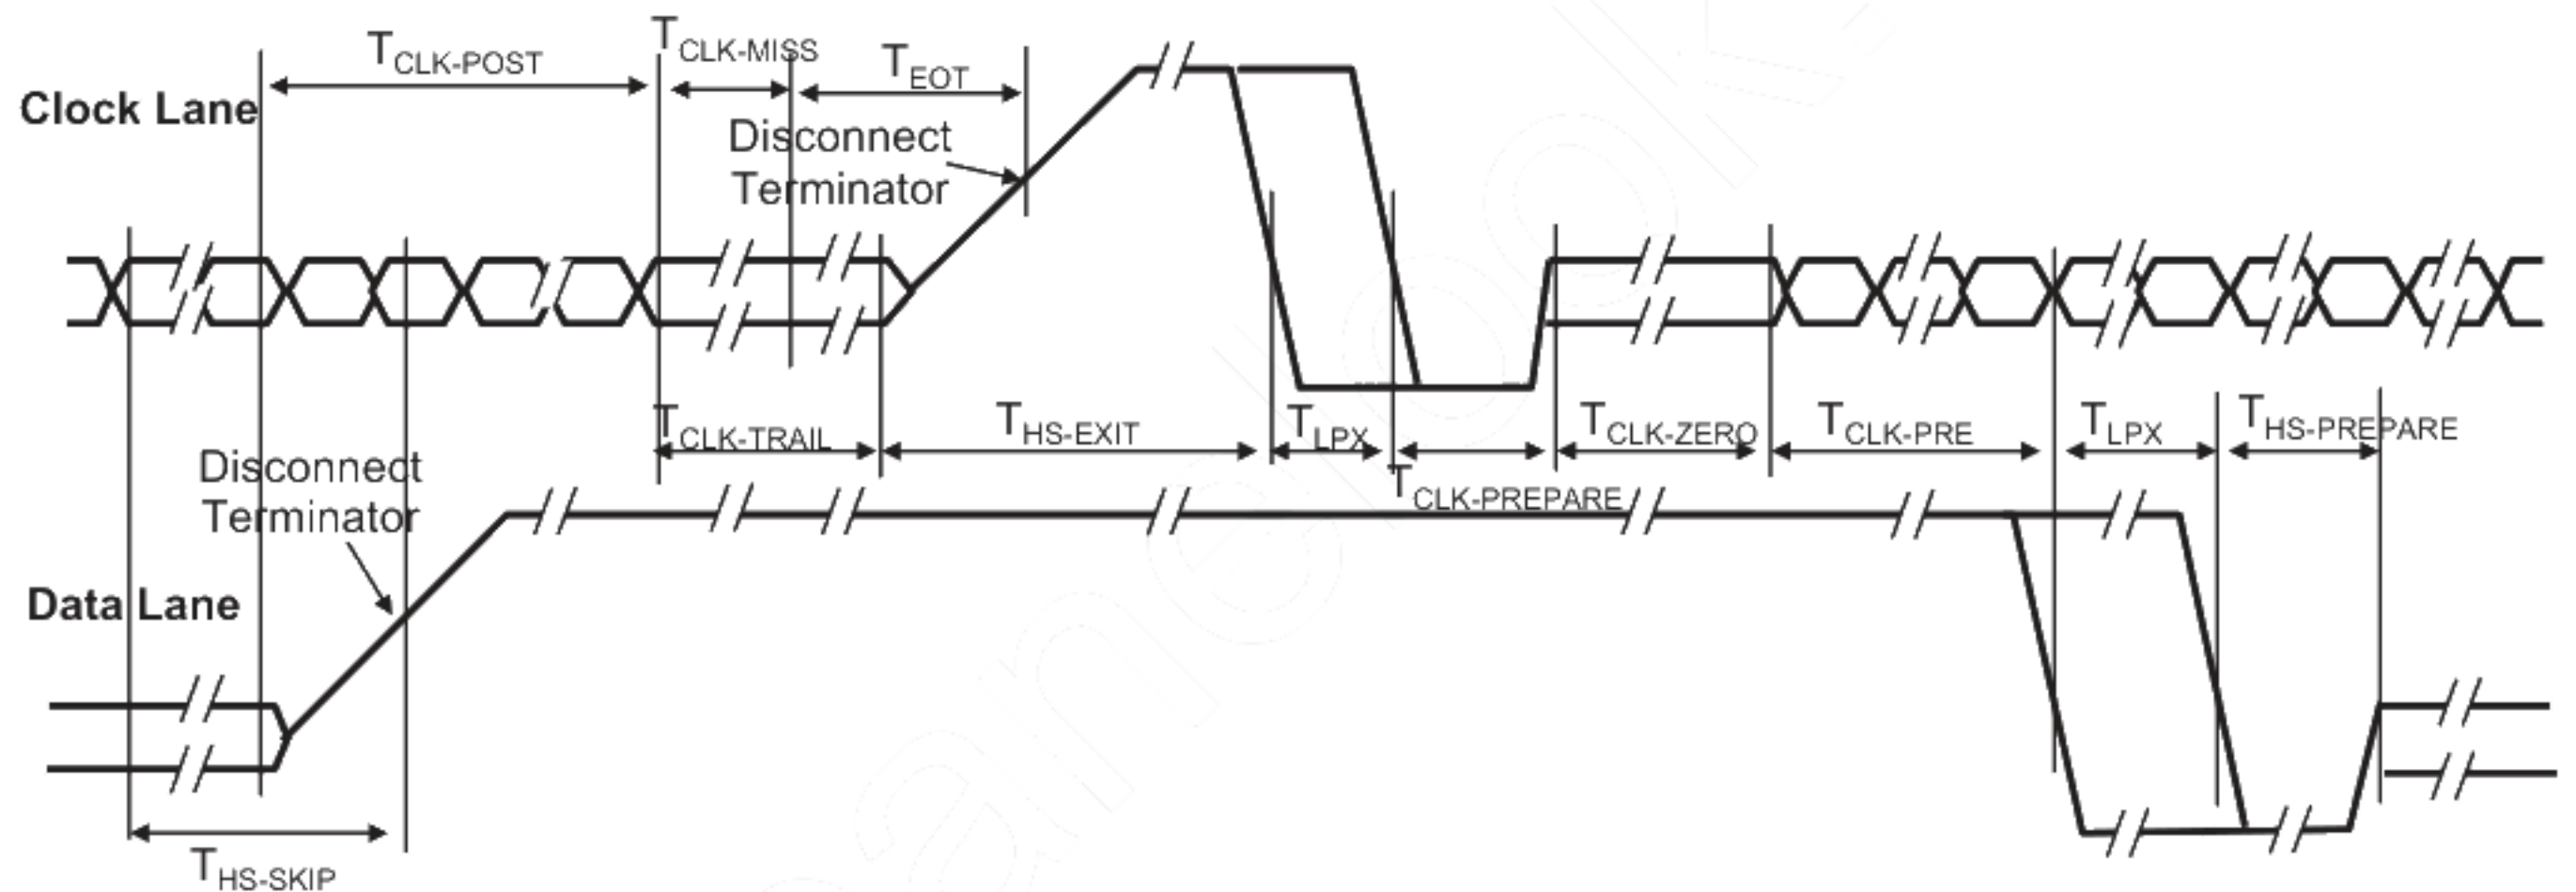 TCLK-POST
TCLK-MISS
TEOT
Clock Lane
Disconnect
Terminator
TCLK-TRAIL
THS-EXIT
TLPX
TCLK-PREPARE
TCLK-ZERO
TCLK-PRE
TLPX
THS-PREPARE
Disconnect
Terminator
Data Lane
THS-SKIP